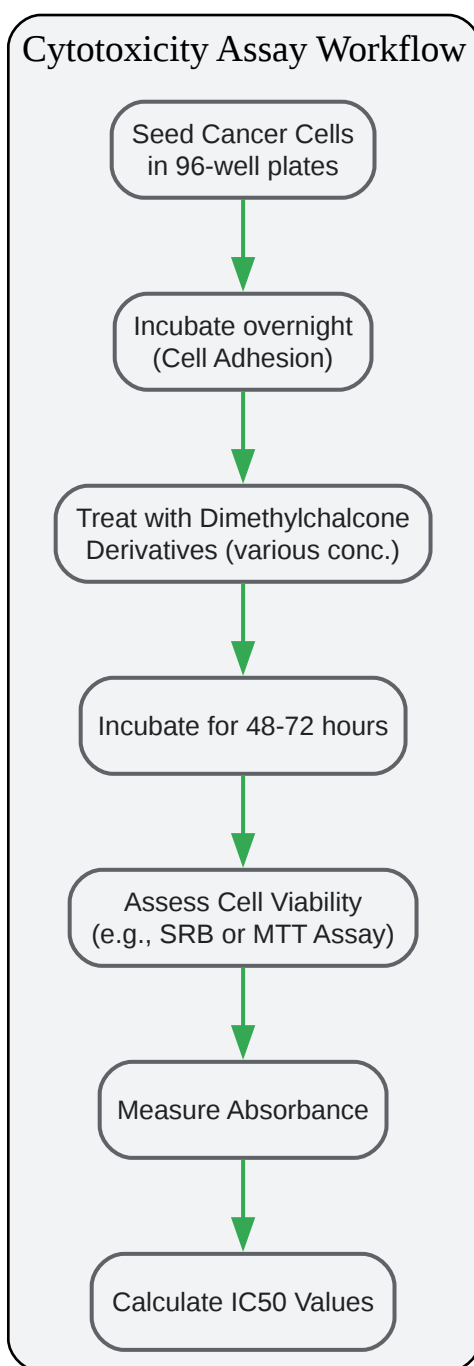 Cytotoxicity Assay Workflow
Seed Cancer Cells
in 96-well plates
Incubate overnight
(Cell Adhesion)
Treat with Dimethylchalcone
Derivatives (various conc.)
Incubate for 48-72 hours
Assess Cell Viability
(e.g., SRB or MTT Assay)
Measure Absorbance
Calculate IC50 Values